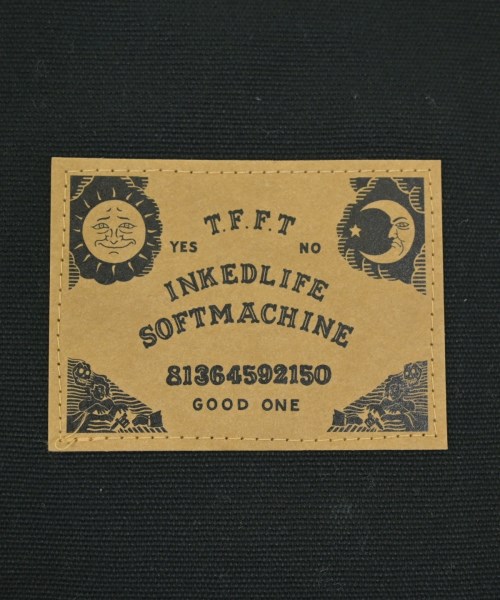 T.F.F.T
YES NO
INKEDLIFE
SOFTMACHINE
81364592150
GOOD ONE